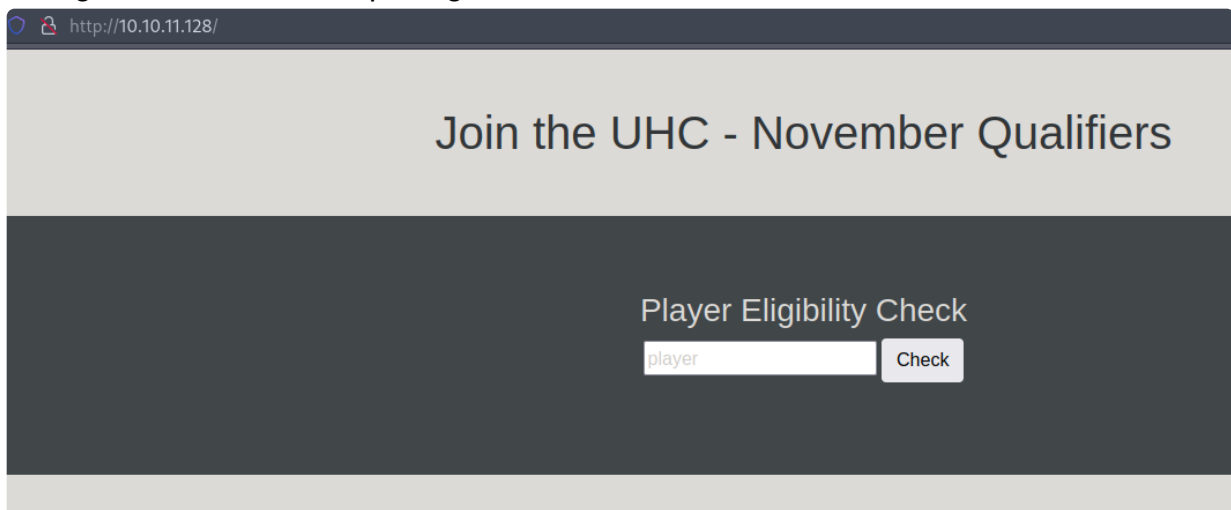 http://10.10.11.128/
Join the UHC - November Qualifiers
Player Eligibility Check
player
Check